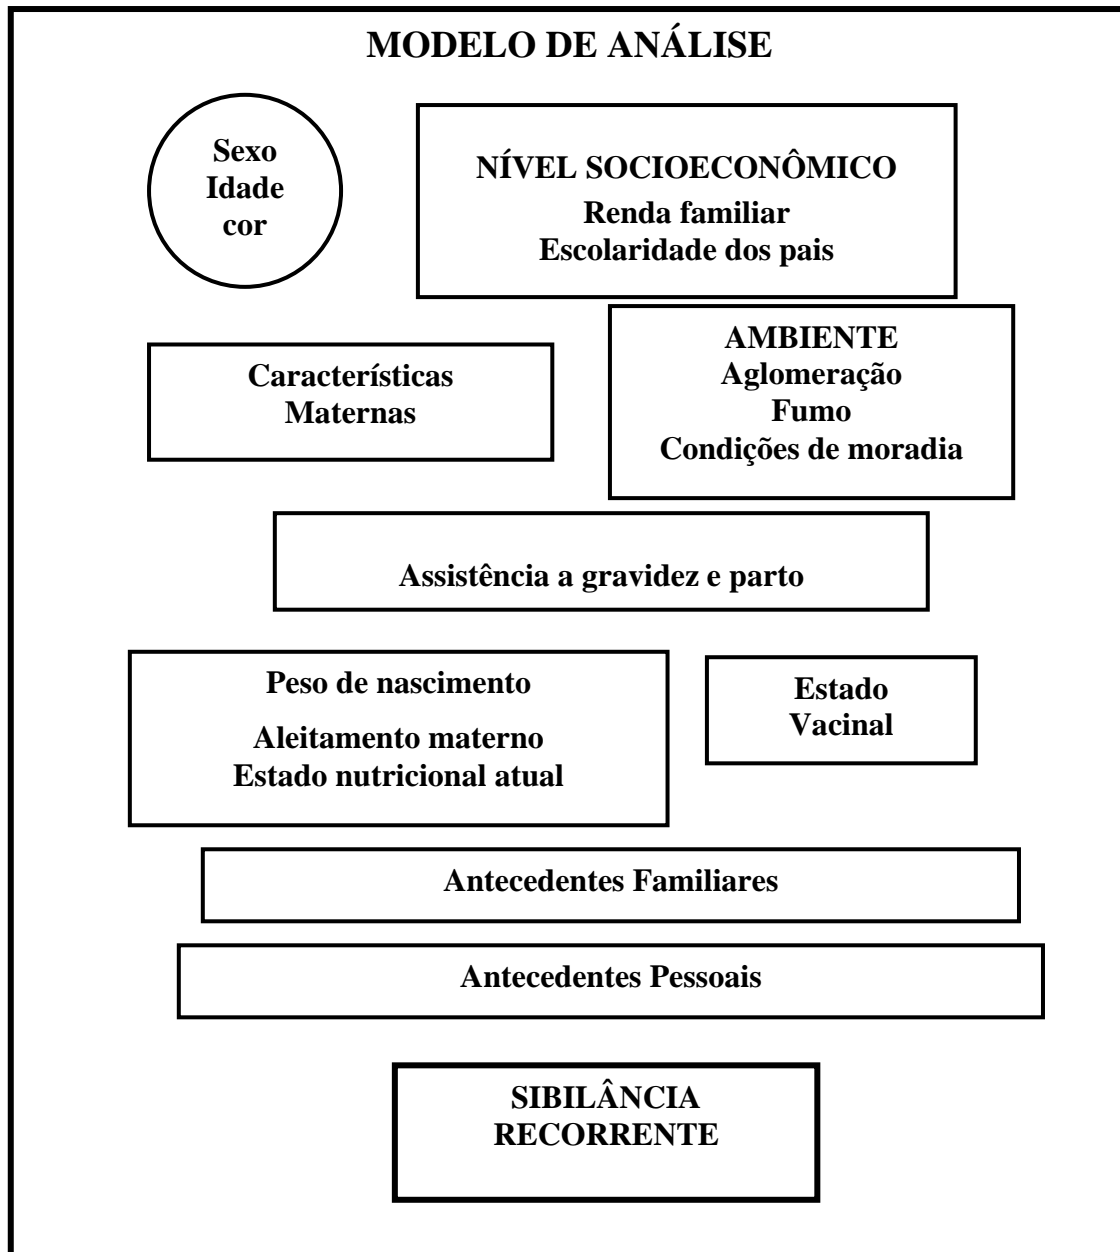 MODELO DE ANÁLISE
Sexo
Idade
cor
NÍVEL SOCIOECONÔMICO
Renda familiar
Escolaridade dos pais
Características
Maternas
AMBIENTE
Aglomeração
Fumo
Condições de moradia
Assistência a gravidez e parto
Peso de nascimento
Aleitamento materno
Estado nutricional atual
Estado
Vacinal
Antecedentes Familiares
Antecedentes Pessoais
SIBILÂNCIA
RECORRENTE